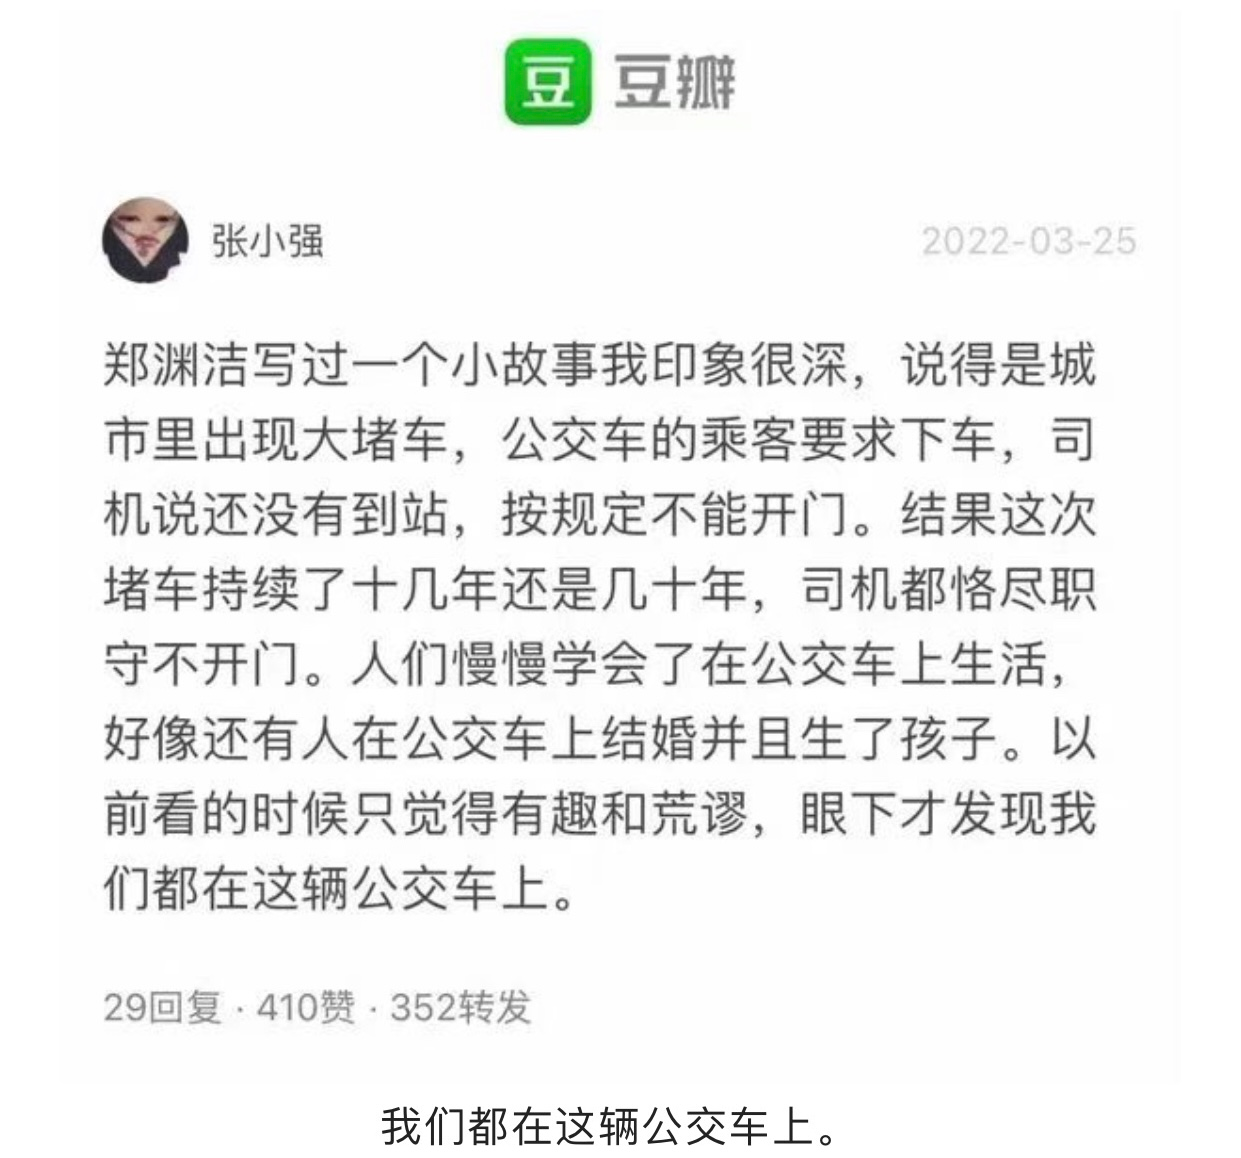 豆 豆瓣
张小强 2022-03-25
郑渊洁写过一个小故事我印象很深，说得是城
市里出现大堵车，公交车的乘客要求下车，司
机说还没有到站，按规定不能开门。结果这次
堵车持续了十几年还是几十年，司机都恪尽职
守不开门。人们慢慢学会了在公交车上生活，
好像还有人在公交车上结婚并且生了孩子。以
前看的时候只觉得有趣和荒谬，眼下才发现我
们都在这辆公交车上。
29回复 · 410赞 · 352转发
我们都在这辆公交车上。